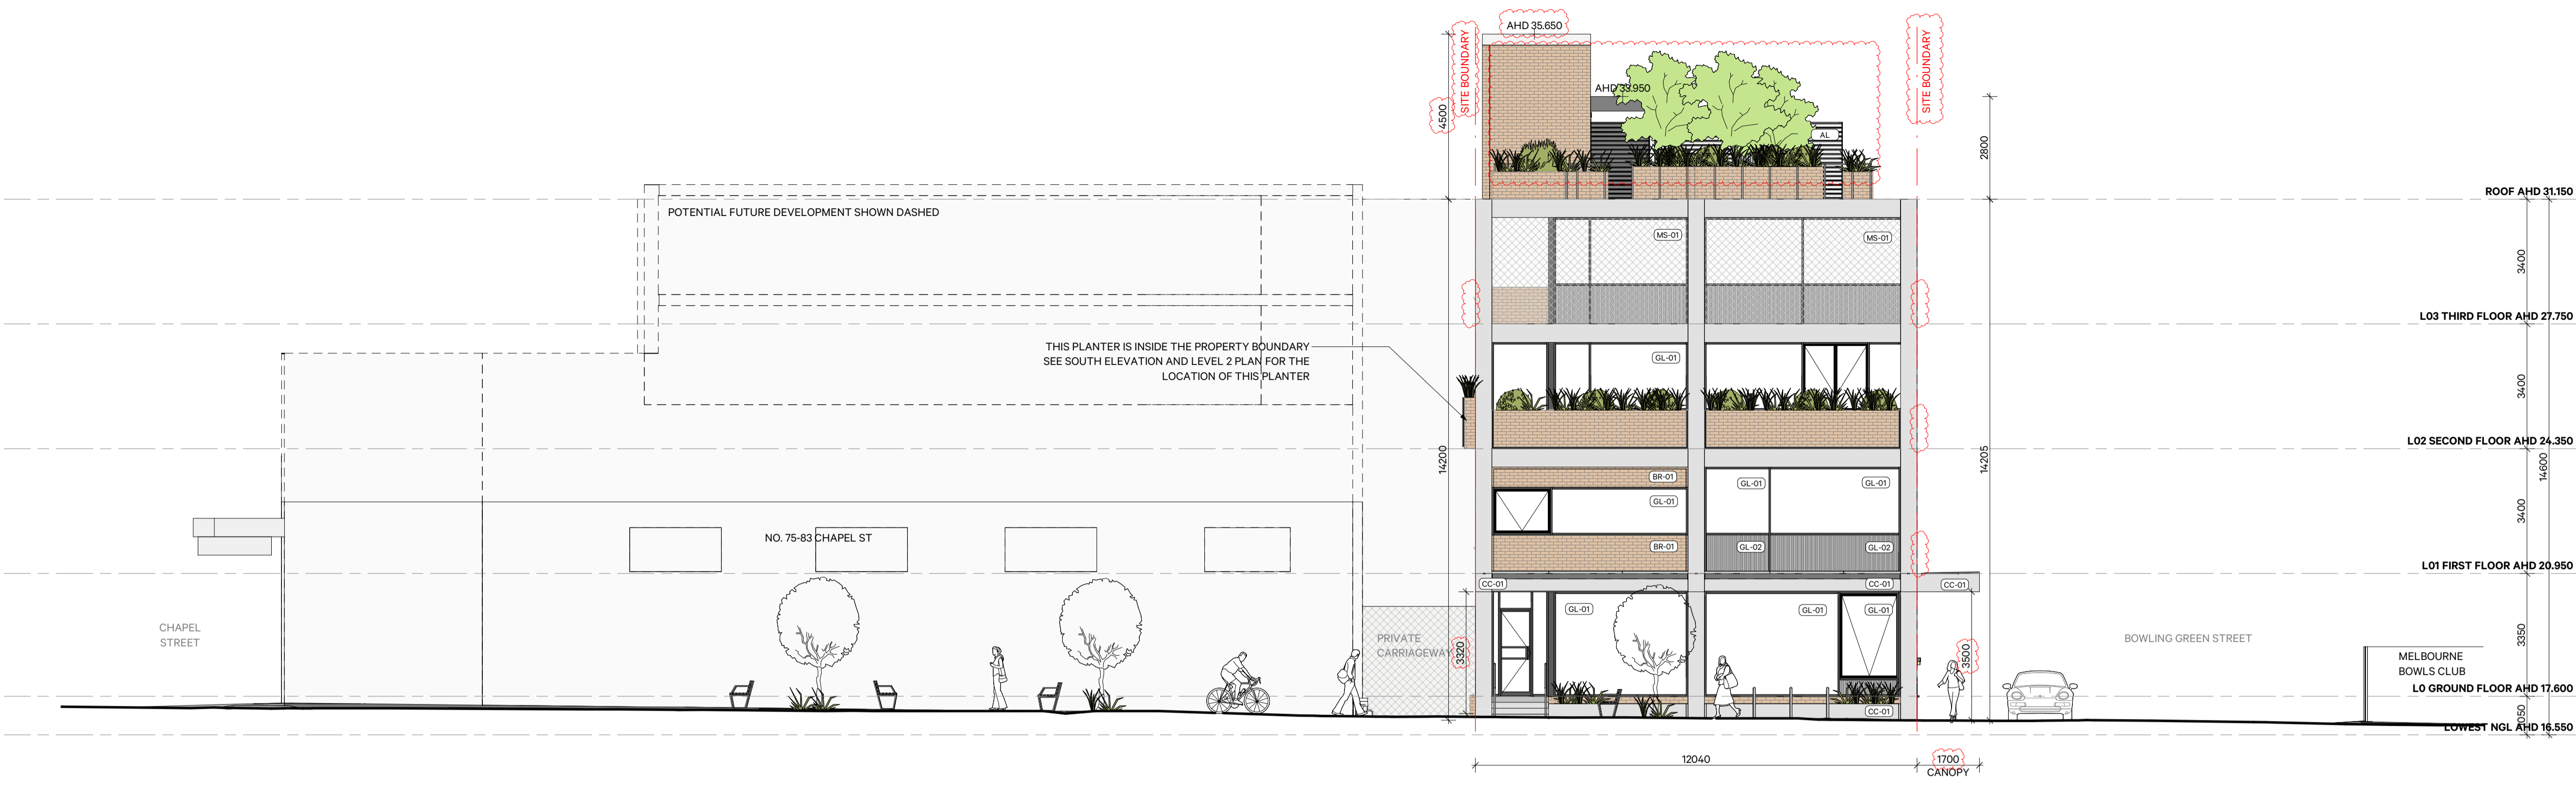 AHD 35.650
SITE BOUNDARY
SITE BOUNDARY
AHD 33.950
4500
AL
2800
ROOF AHD 31.150
POTENTIAL FUTURE DEVELOPMENT SHOWN DASHED
MS-01
MS-01
3400
L03 THIRD FLOOR AHD 27.750
THIS PLANTER IS INSIDE THE PROPERTY BOUNDARY
SEE SOUTH ELEVATION AND LEVEL 2 PLAN FOR THE
LOCATION OF THIS PLANTER
GL-01
3400
L02 SECOND FLOOR AHD 24.350
14200
14205
14600
BR-01
GL-01
GL-01
GL-01
3400
NO. 75-83 CHAPEL ST
BR-01
GL-02
GL-02
L01 FIRST FLOOR AHD 20.950
CC-01
CC-01
CC-01
GL-01
GL-01
GL-01
CHAPEL
STREET
PRIVATE
CARRIAGEWAY
3320
3500
BOWLING GREEN STREET
3350
MELBOURNE
BOWLS CLUB
L0 GROUND FLOOR AHD 17.600
CC-01
1050
LOWEST NGL AHD 16.550
12040
1700
CANOPY